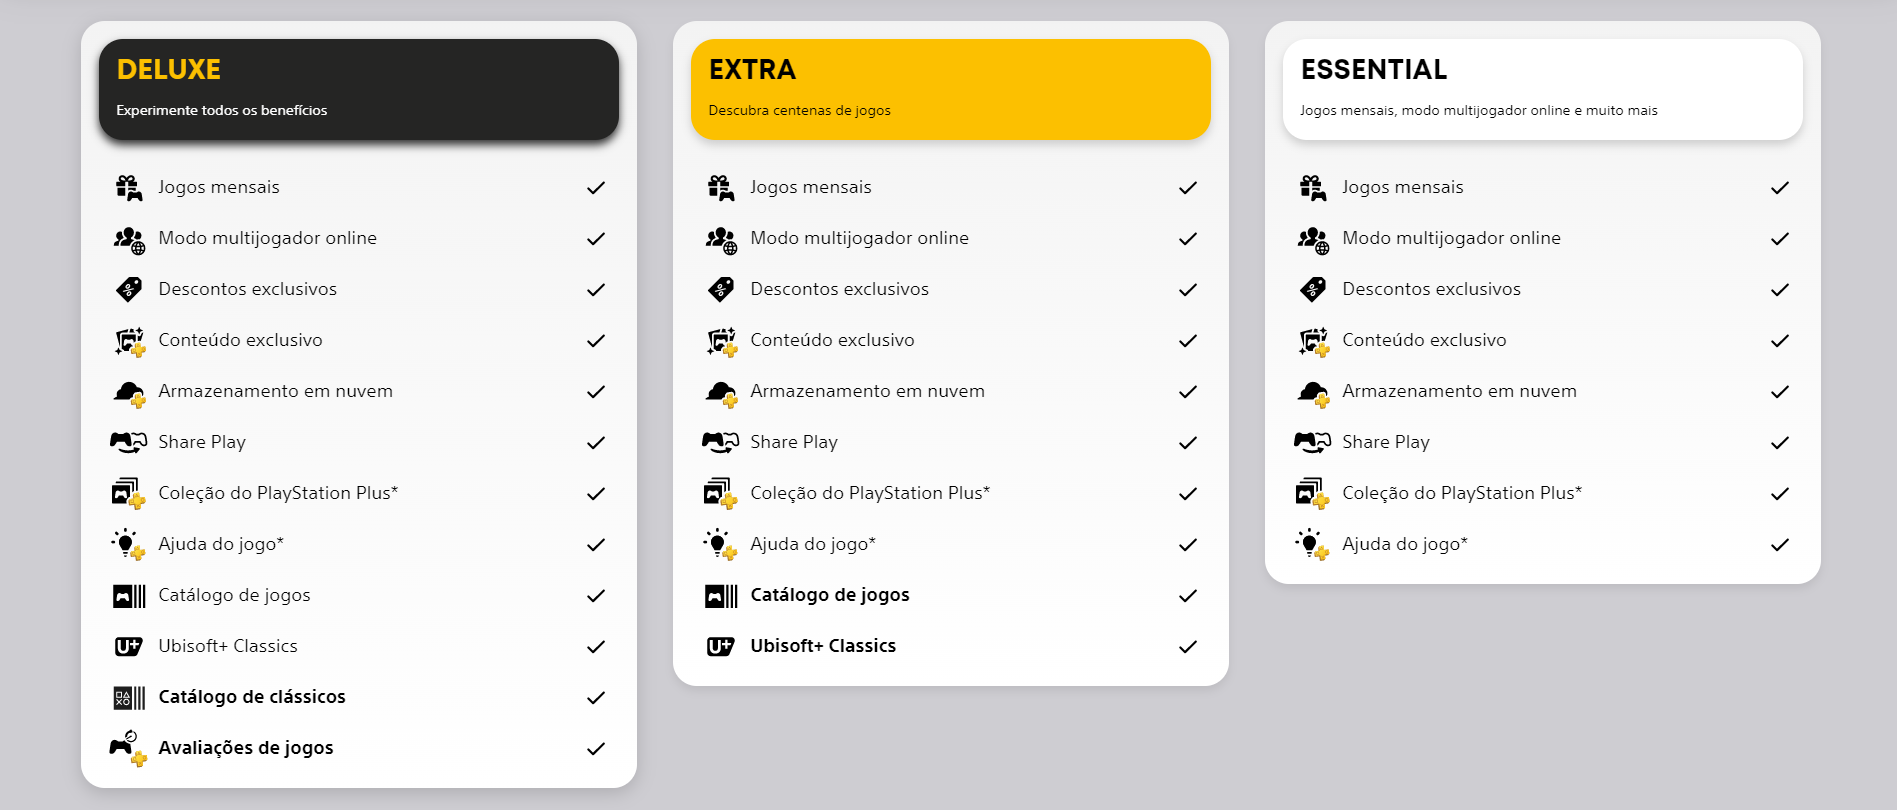 DELUXE
Experimente todos os benefícios
Jogos mensais
Modo multijogador online
Descontos exclusivos
Conteúdo exclusivo
Armazenamento em nuvem
Share Play
Coleção do PlayStation Plus*
Ajuda do jogo*
Catálogo de jogos
Ubisoft+ Classics
Catálogo de clássicos
Avaliações de jogos
EXTRA
Descubra centenas de jogos
Jogos mensais
Modo multijogador online
Descontos exclusivos
Conteúdo exclusivo
Armazenamento em nuvem
Share Play
Coleção do PlayStation Plus*
Ajuda do jogo*
Catálogo de jogos
Ubisoft+ Classics
ESSENTIAL
Jogos mensais, modo multijogador online e muito mais
Jogos mensais
Modo multijogador online
Descontos exclusivos
Conteúdo exclusivo
Armazenamento em nuvem
Share Play
Coleção do PlayStation Plus*
Ajuda do jogo*